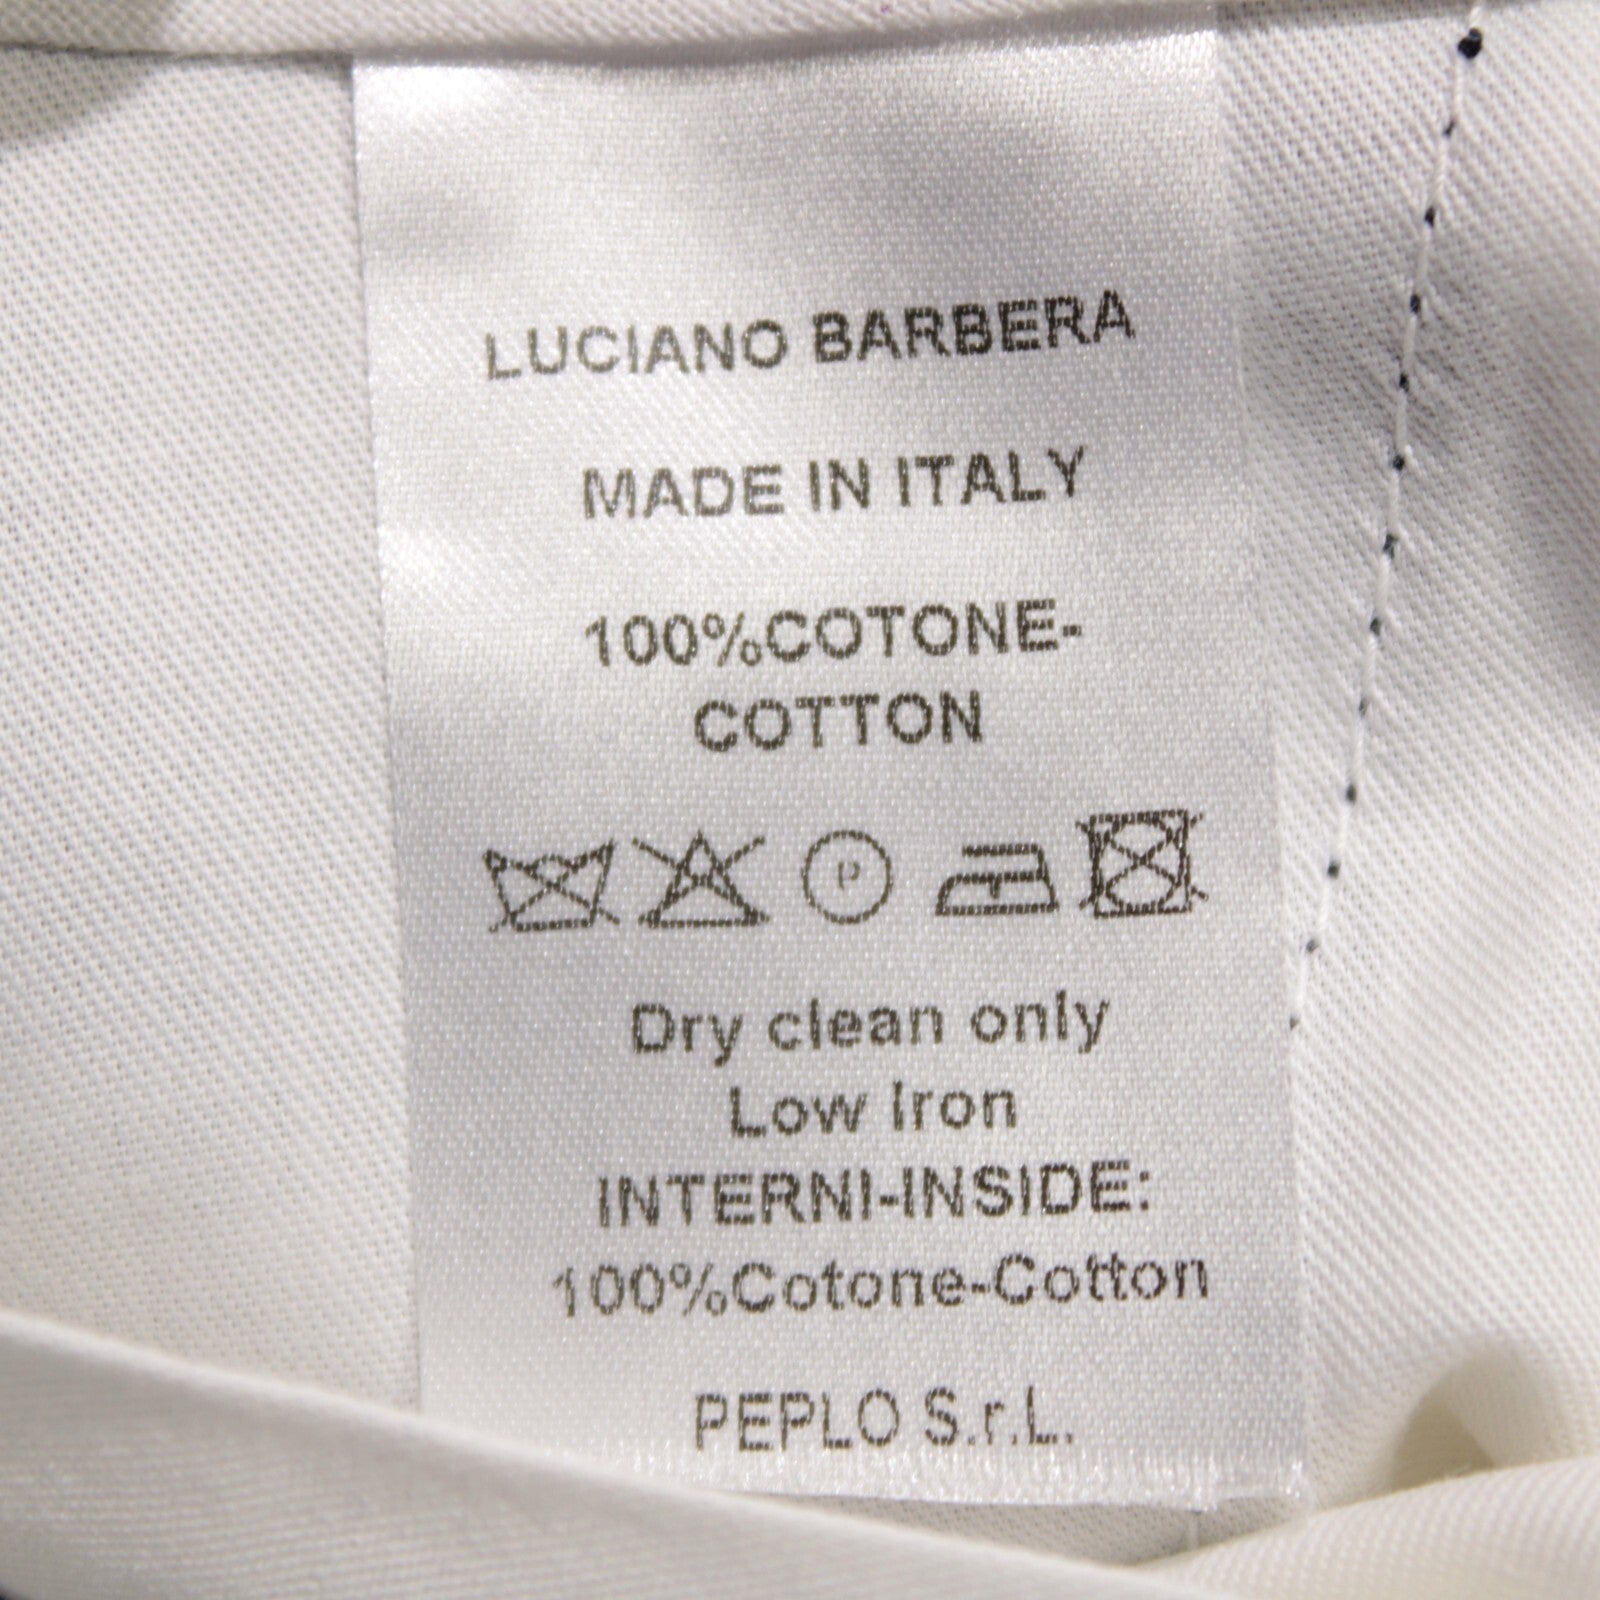 LUCIANO BARBERA
MADE IN ITALY
100%COTONE-
COTTON
P
Dry clean only
Low Iron
INTERNI-INSIDE:
100%Cotone-Cotton
PEPLO S.r.L.